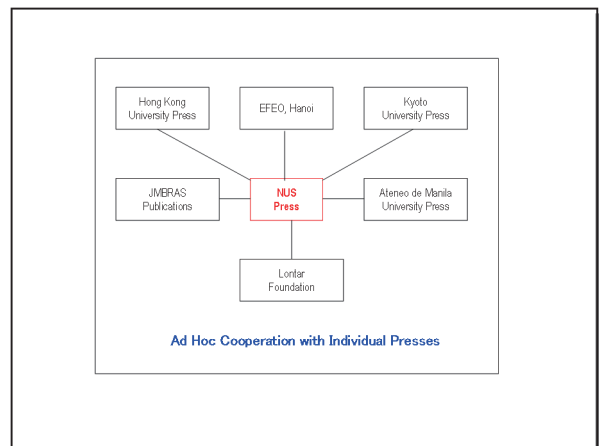 Hong Kong
University Press
EFEO, Hanoi
Kyoto
University Press
JMBRAS
Publications
NUS
Press
Ateneo de Manila
University Press
Lontar
Foundation
Ad Hoc Cooperation with Individual Presses